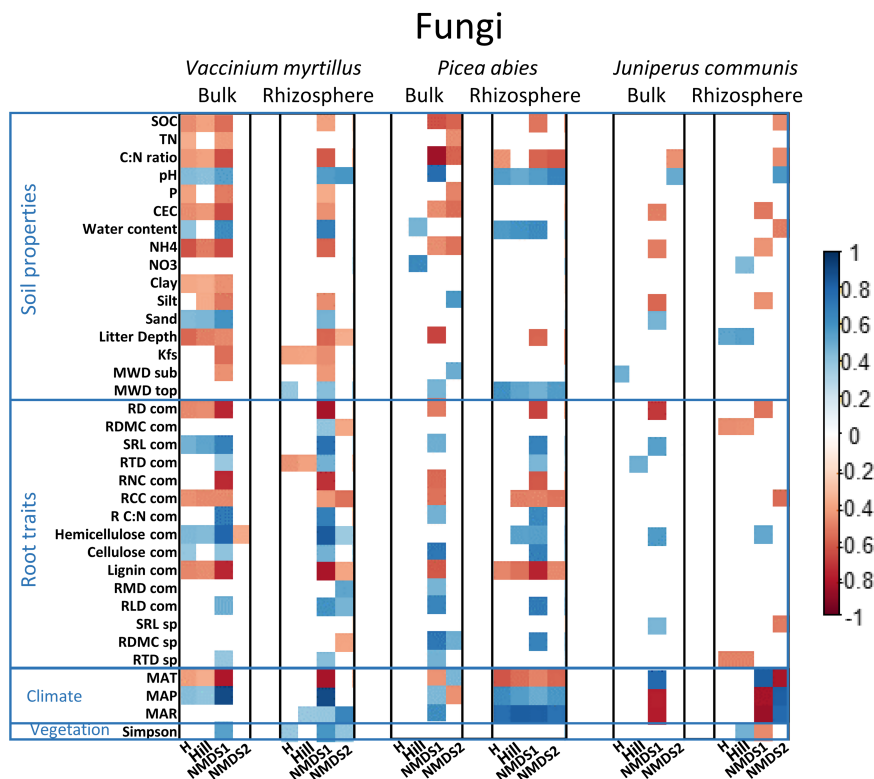 Fungi
Vaccinium myrtillus Picea abies Juniperus communis
Bulk Rhizosphere Bulk Rhizosphere Bulk Rhizosphere
Soil properties
SOC
TN
C:N ratio
pH
P
CEC
Water content
NH4
NO3
Clay
Silt
Sand
Litter Depth
Kfs
MWD sub
MWD top
Root traits
RD com
RDMC com
SRL com
RTD com
RNC com
RCC com
R C:N com
Hemicellulose com
Cellulose com
Lignin com
RMD com
RLD com
SRL sp
RDMC sp
RTD sp
Climate
MAT
MAP
MAR
Vegetation
Simpson
H Hill NMDS1 NMDS2 H Hill NMDS1 NMDS2 H Hill NMDS1 NMDS2 H Hill NMDS1 NMDS2 H Hill NMDS1 NMDS2 H Hill NMDS1 NMDS2
1
0.8
0.6
0.4
0.2
0
-0.2
-0.4
-0.6
-0.8
-1